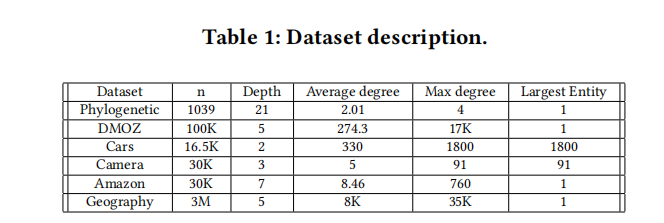 Table 1: Dataset description.
Dataset n Depth Average degree Max degree Largest Entity
Phylogenetic 1039 21 2.01 4 1
DMOZ 100K 5 274.3 17K 1
Cars 16.5K 2 330 1800 1800
Camera 30K 3 5 91 91
Amazon 30K 7 8.46 760 1
Geography 3M 5 8K 35K 1